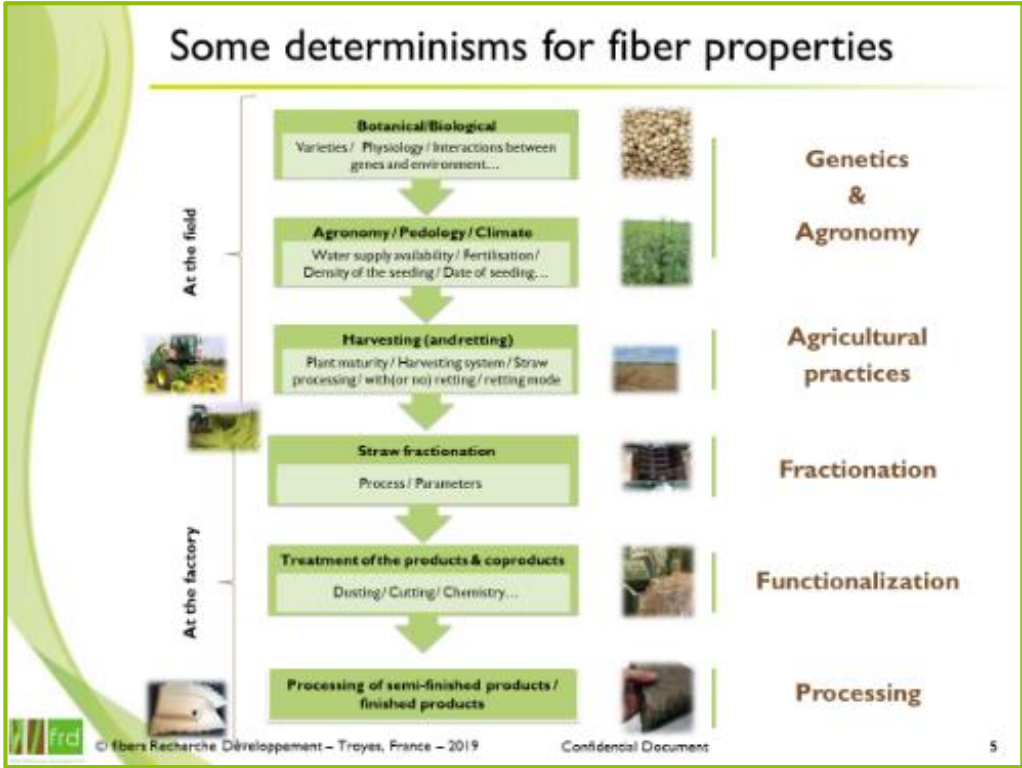 Some determinisms for fiber properties
Botanical/Biological
Varieties / Physiology / Interactions between
genes and environment...
Genetics
&
Agronomy
At the field
Agronomy / Pedology / Climate
Water supply availability / Fertilisation /
Density of the seeding / Date of seeding...
Harvesting (and retting)
Plant maturity / Harvesting system / Straw
processing / with(or no) retting / retting mode
Agricultural
practices
Straw fractionation
Process / Parameters
Fractionation
At the factory
Treatment of the products & coproducts
Dusting/ Cutting/ Chemistry...
Functionalization
Processing of semi-finished products /
finished products
Processing
frd
© fibers Recherche Développement – Troyes, France – 2019
Confidential Document
5